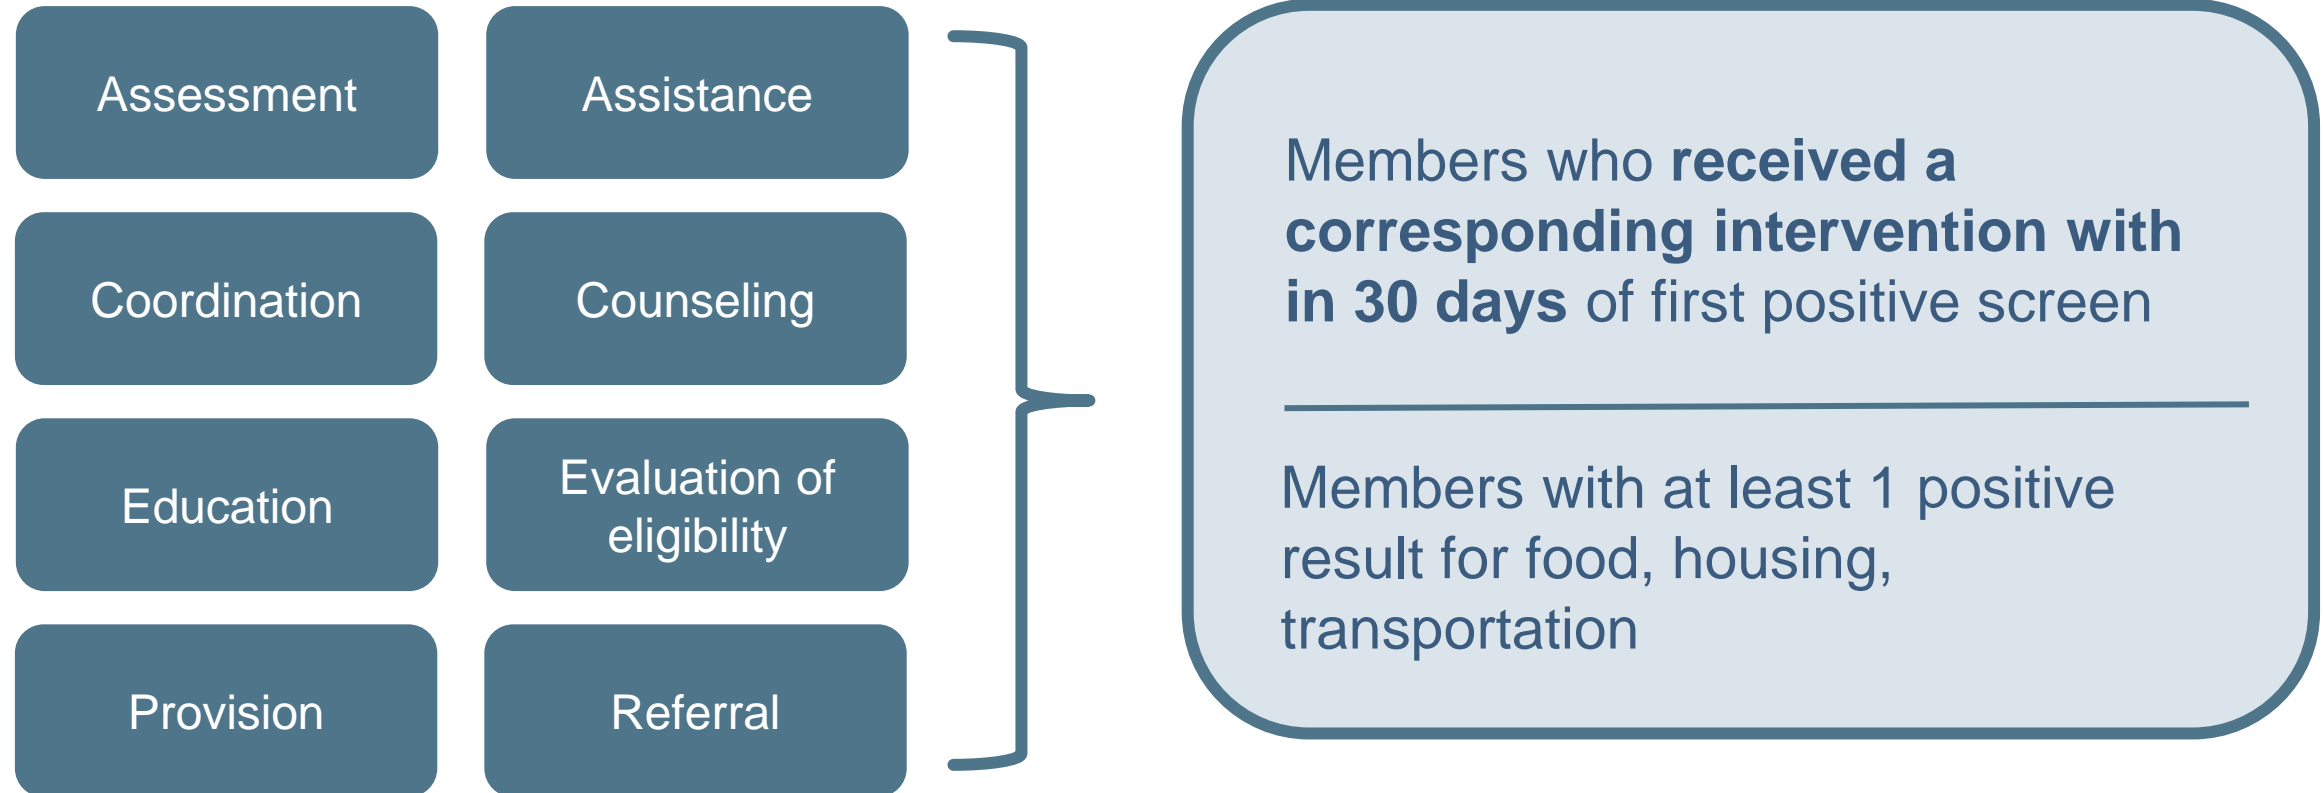 Assessment
Assistance
Coordination
Counseling
Education
Evaluation of
eligibility
Provision
Referral
Members who received a
corresponding intervention with
in 30 days of first positive screen
Members with at least 1 positive
result for food, housing,
transportation